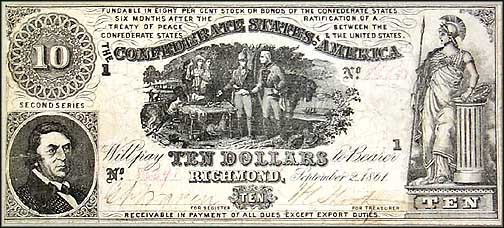 FUNDABLE IN EIGHT PER CENT STOCK OR BONDS OF THE CONFEDERATE STATES
SIX MONTHS AFTER THE RATIFICATION OF A
TREATY OF PEACE BETWEEN THE
CONFEDERATE STATES & THE UNITED STATES.
THE CONFEDERATE STATES OF AMERICA
10
1
No.
SECOND SERIES
1
Will pay TEN DOLLARS to Bearer
No.
RICHMOND, September 2, 1861
TEN
TEN
FOR REGISTER
FOR TREASURER
RECEIVABLE IN PAYMENT OF ALL DUES EXCEPT EXPORT DUTIES.